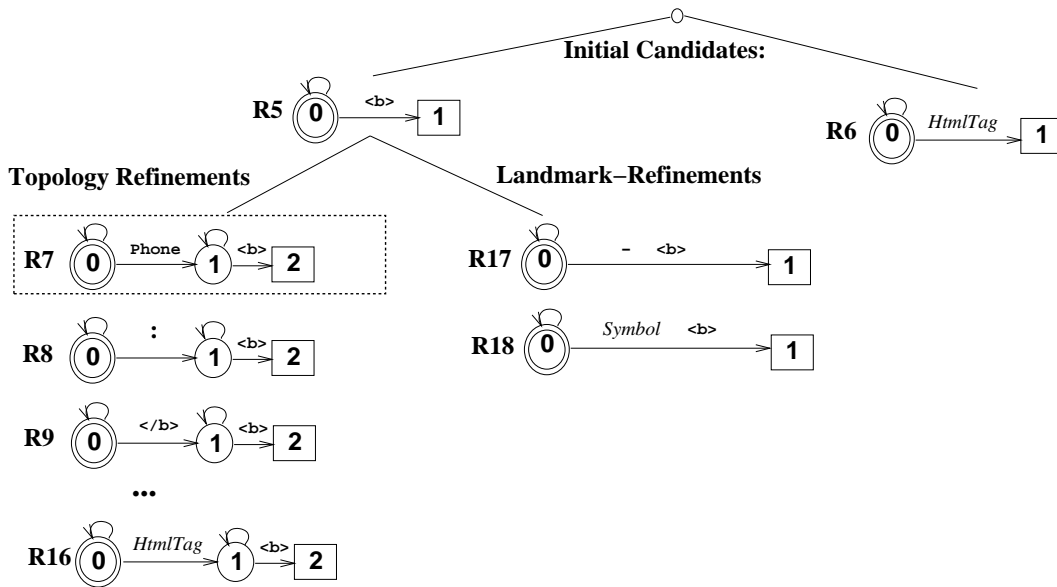 Initial Candidates:
R5 0 <b> 1
R6 0 HtmlTag 1
Topology Refinements
Landmark–Refinements
R7 0 Phone 1 <b> 2
R17 0 – <b> 1
R8 0 : 1 <b> 2
R18 0 Symbol <b> 1
R9 0 </b> 1 <b> 2
...
R16 0 HtmlTag 1 <b> 2